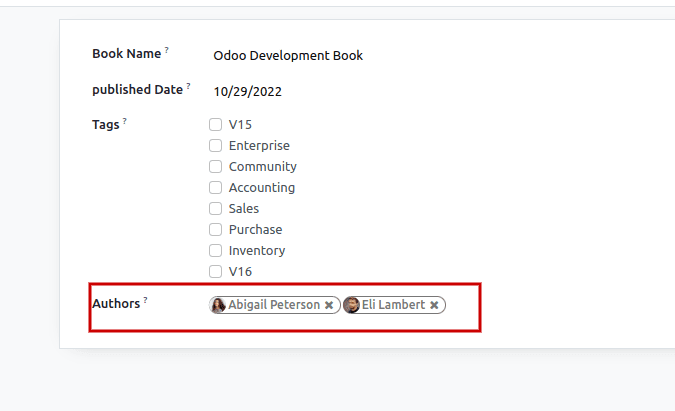 Book Name ? Odoo Development Book
published Date ? 10/29/2022
Tags ? V15
Enterprise
Community
Accounting
Sales
Purchase
Inventory
V16
Authors ? Abigail Peterson ✖ Eli Lambert ✖